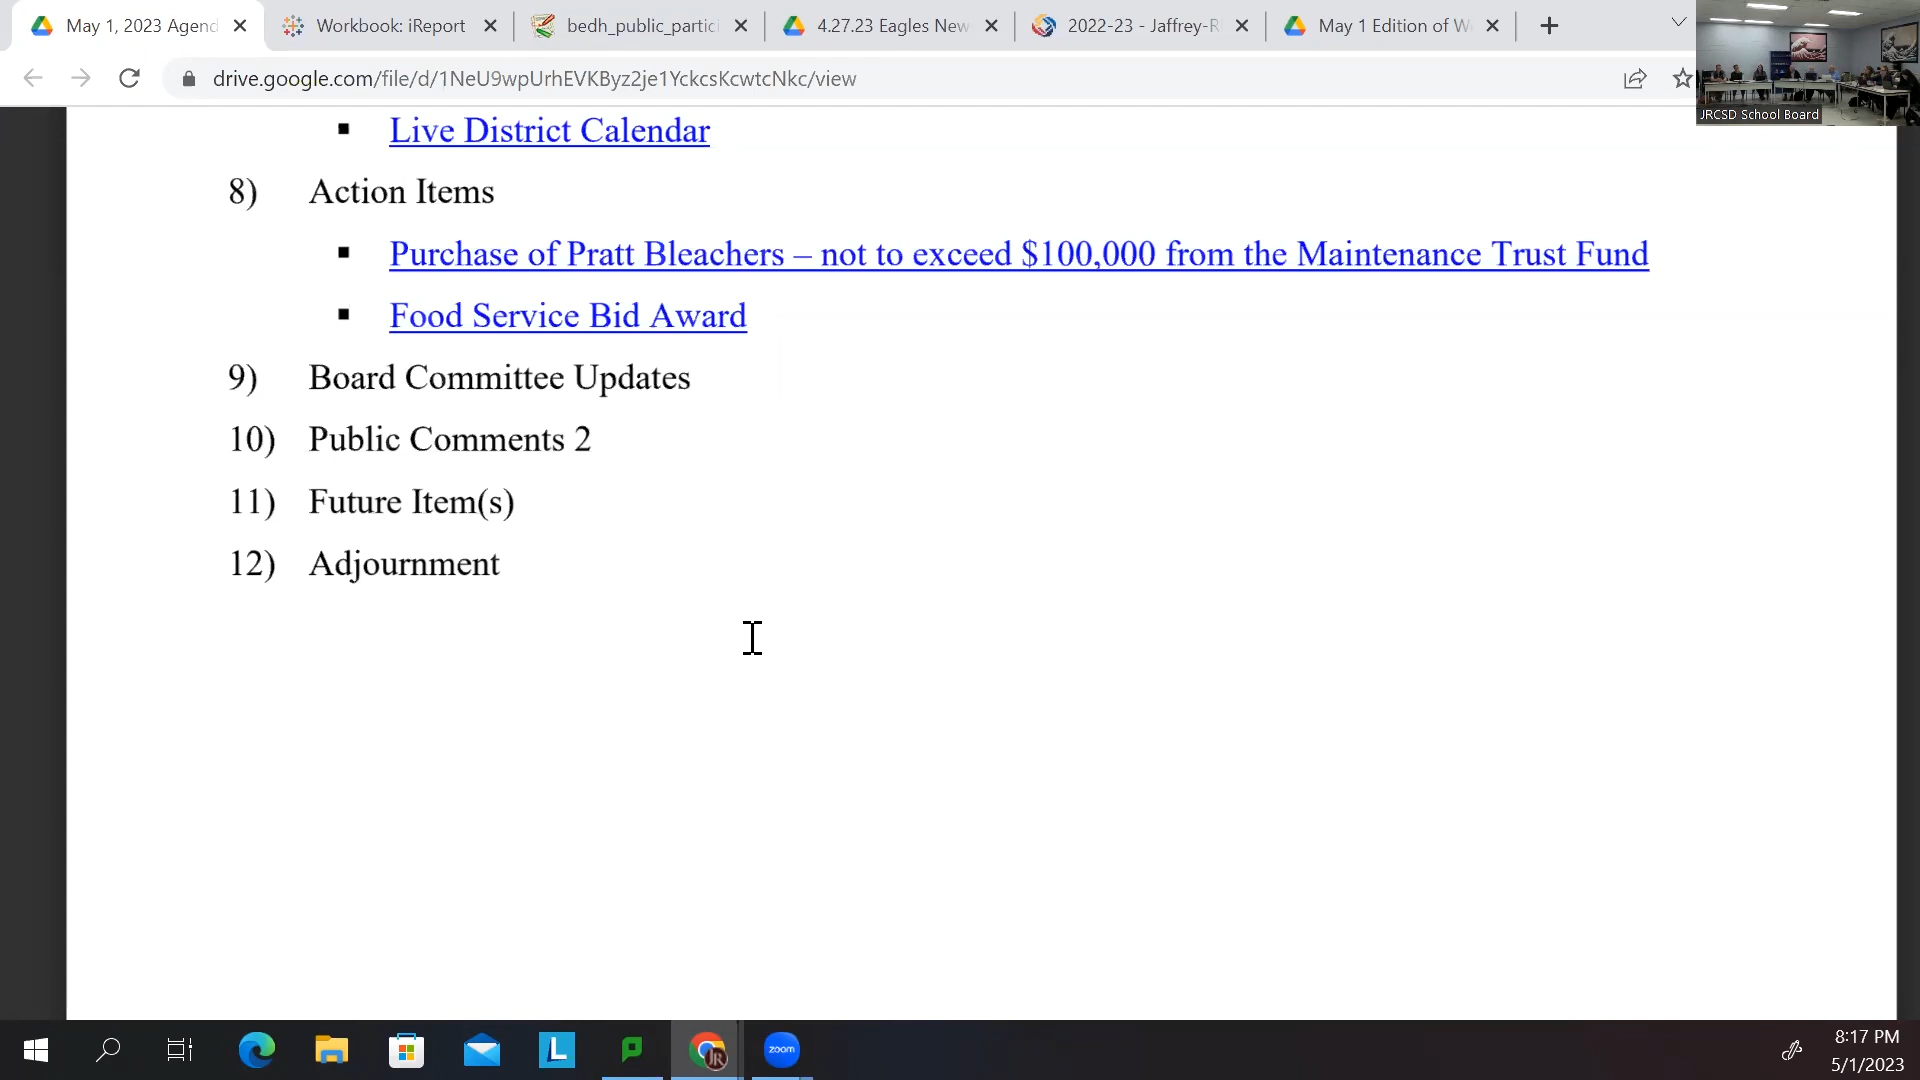 May 1, 2023 Agend
Workbook: iReport
bedh_public_partici
4.27.23 Eagles New
2022-23 - Jaffrey-R
May 1 Edition of W
drive.google.com/file/d/1NeU9wpUrhEVKByz2je1YckcsKcwtcNkc/view
JRCSD School Board
▪ Live District Calendar
8) Action Items
▪ Purchase of Pratt Bleachers – not to exceed $100,000 from the Maintenance Trust Fund
▪ Food Service Bid Award
9) Board Committee Updates
10) Public Comments 2
11) Future Item(s)
12) Adjournment
L
JR
zoom
8:17 PM
5/1/2023